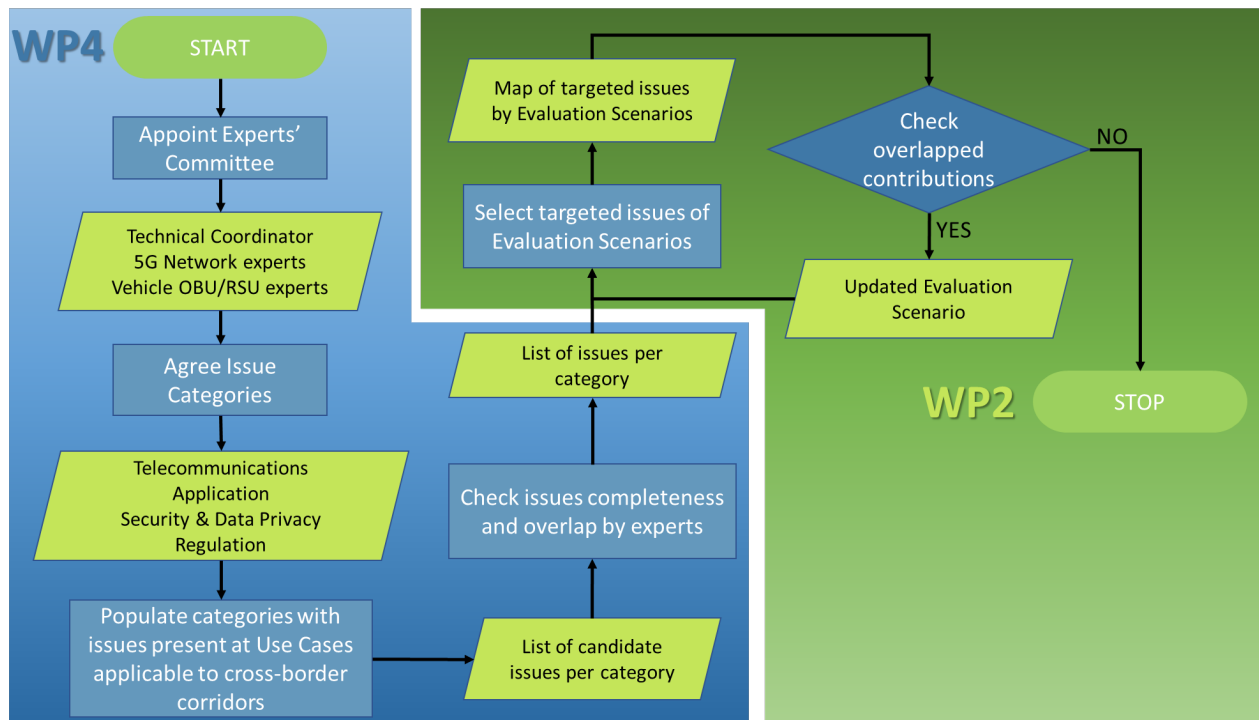 WP4
START
Appoint Experts’
Committee
Technical Coordinator
5G Network experts
Vehicle OBU/RSU experts
Agree Issue
Categories
Telecommunications
Application
Security & Data Privacy
Regulation
Populate categories with
issues present at Use Cases
applicable to cross-border
corridors
List of candidate
issues per category
Check issues completeness
and overlap by experts
List of issues per
category
Select targeted issues of
Evaluation Scenarios
Map of targeted issues
by Evaluation Scenarios
Check
overlapped
contributions
NO
YES
Updated Evaluation
Scenario
WP2
STOP